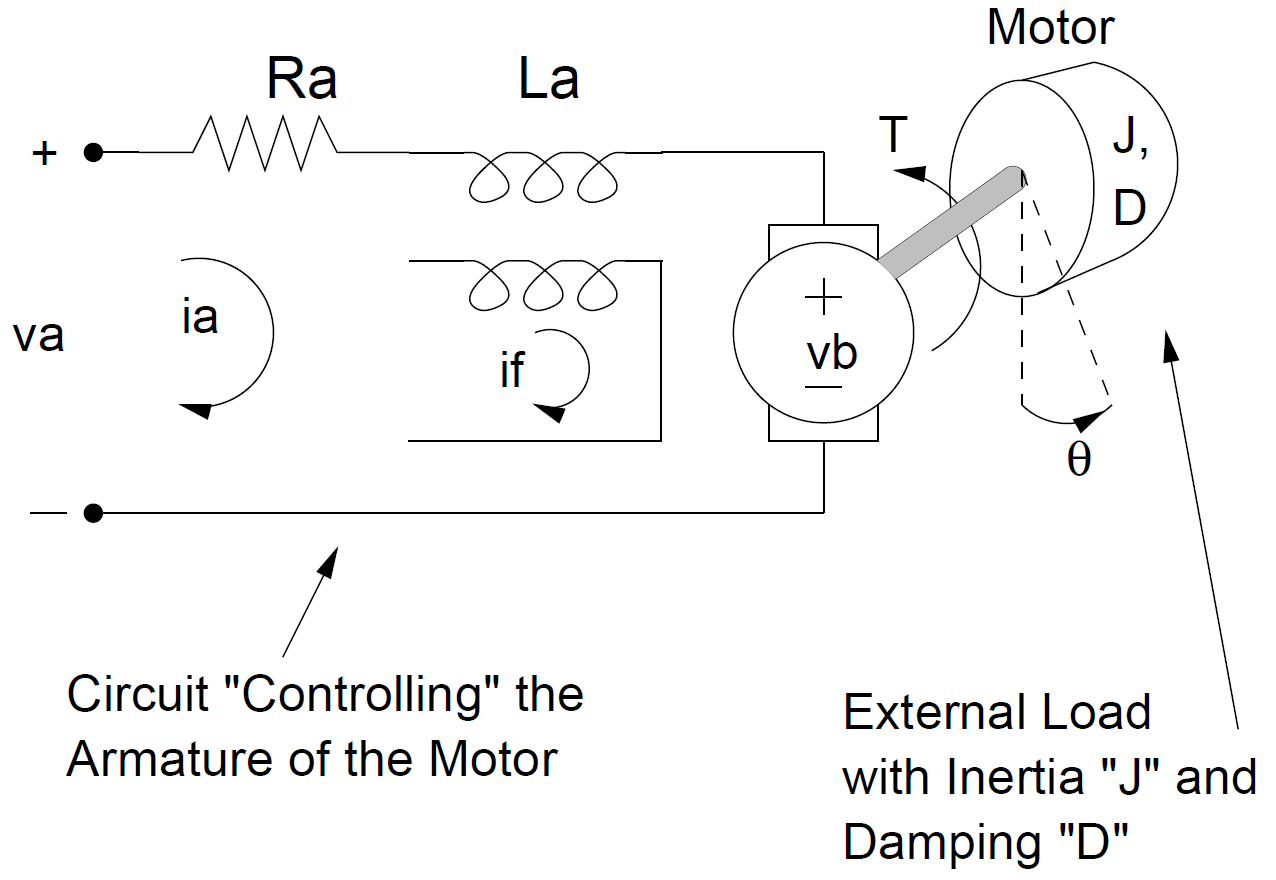 Motor
Ra
La
T
J,
D
+
va
ia
if
+
vb
−
θ
−
Circuit "Controlling" the
Armature of the Motor
External Load
with Inertia "J" and
Damping "D"